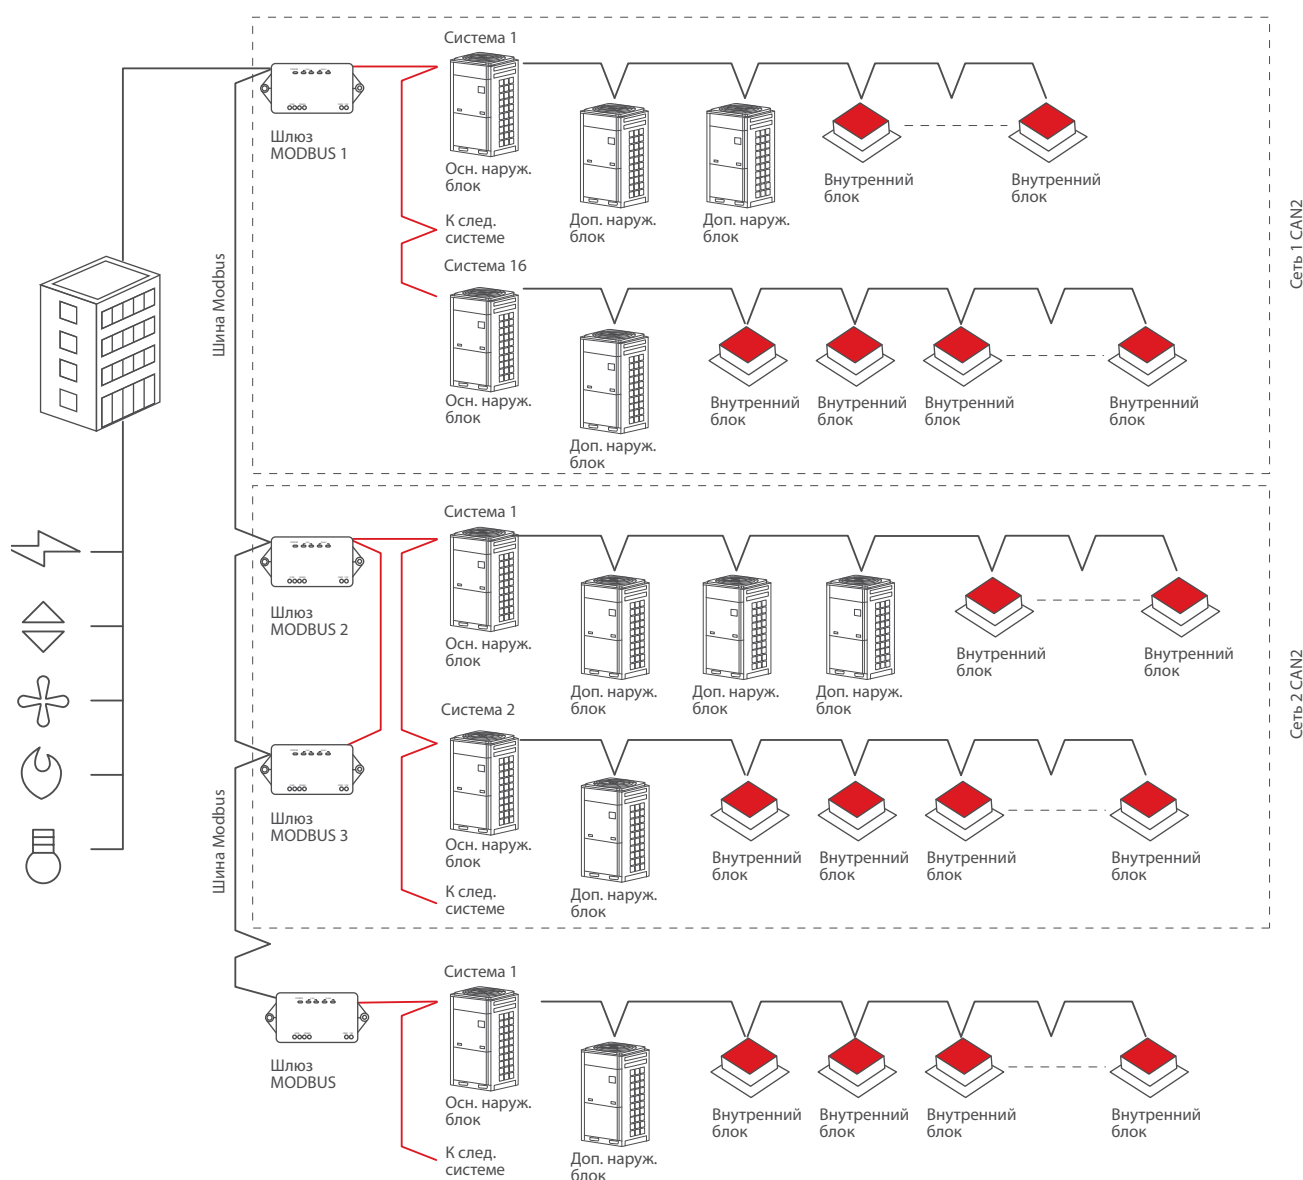 Система 1
Шлюз
MODBUS 1
Осн. наруж.
блок
Доп. наруж.
блок
Доп. наруж.
блок
Внутренний
блок
Внутренний
блок
К след.
системе
Система 16
Осн. наруж.
блок
Доп. наруж.
блок
Внутренний
блок
Внутренний
блок
Внутренний
блок
Внутренний
блок
Сеть 1 CAN2
Шина Modbus
Система 1
Шлюз
MODBUS 2
Осн. наруж.
блок
Доп. наруж.
блок
Доп. наруж.
блок
Доп. наруж.
блок
Внутренний
блок
Внутренний
блок
Система 2
Шлюз
MODBUS 3
Осн. наруж.
блок
Доп. наруж.
блок
Внутренний
блок
Внутренний
блок
Внутренний
блок
Внутренний
блок
К след.
системе
Сеть 2 CAN2
Шина Modbus
Система 1
Шлюз
MODBUS
Осн. наруж.
блок
Доп. наруж.
блок
Внутренний
блок
Внутренний
блок
Внутренний
блок
Внутренний
блок
К след.
системе